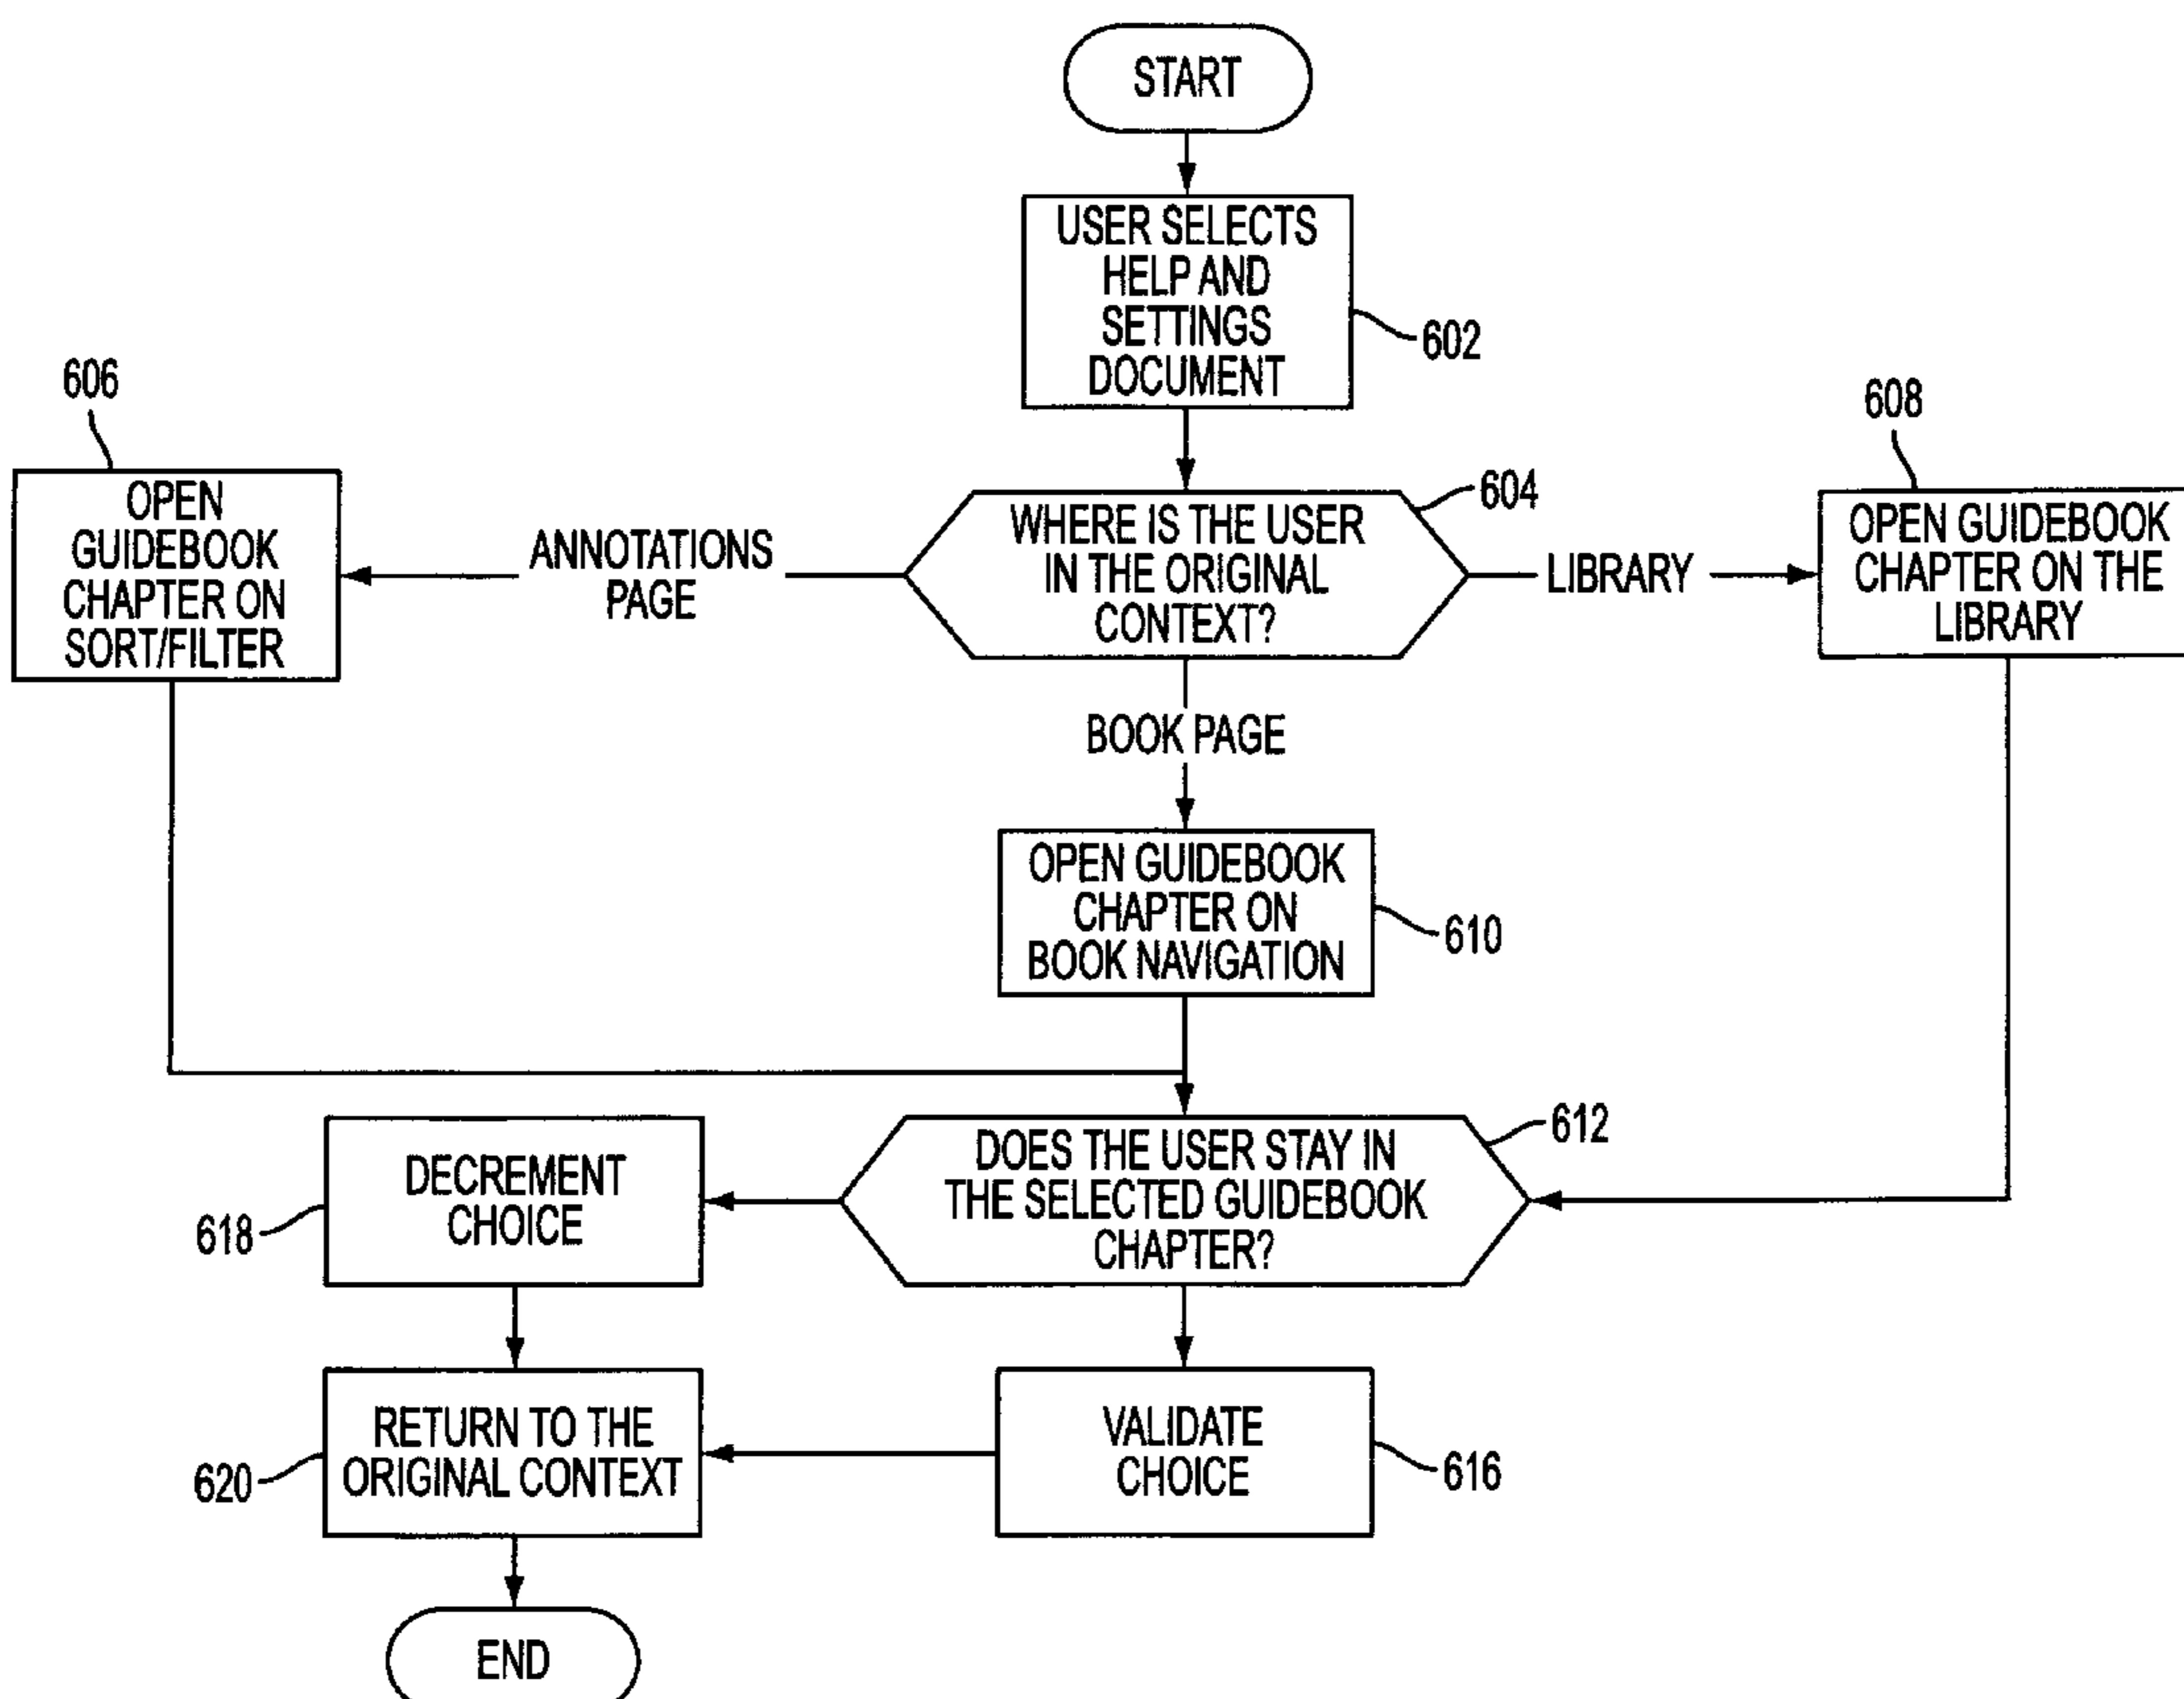 START
USER SELECTS
HELP AND
SETTINGS
DOCUMENT
602
606
608
604
OPEN
GUIDEBOOK
CHAPTER ON
SORT/FILTER
ANNOTATIONS
PAGE
WHERE IS THE USER
IN THE ORIGINAL
CONTEXT?
LIBRARY
OPEN GUIDEBOOK
CHAPTER ON THE
LIBRARY
BOOK PAGE
OPEN GUIDEBOOK
CHAPTER ON
BOOK NAVIGATION
610
612
DOES THE USER STAY IN
THE SELECTED GUIDEBOOK
CHAPTER?
DECREMENT
CHOICE
618
RETURN TO THE
ORIGINAL CONTEXT
620
VALIDATE
CHOICE
616
END